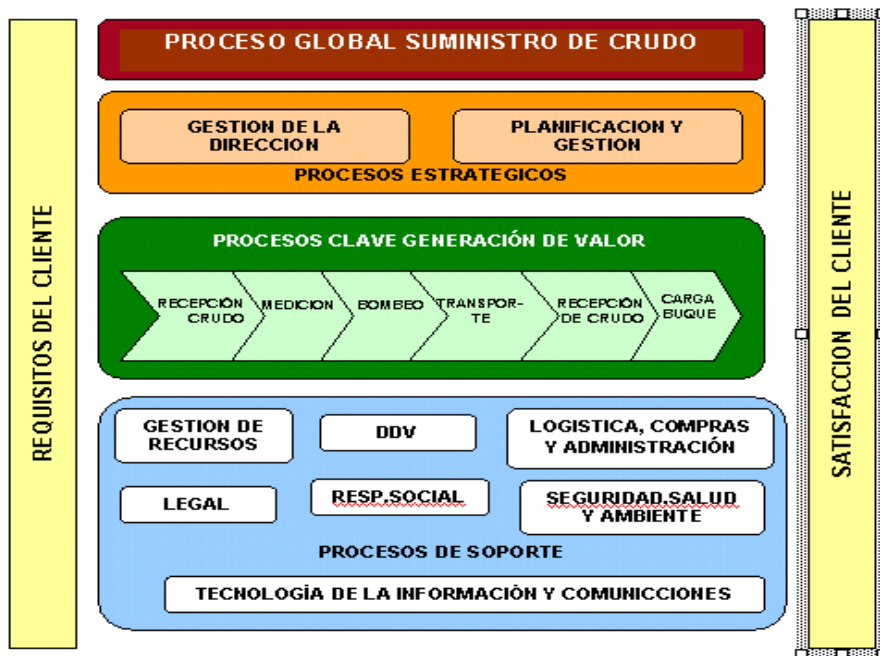 REQUISITOS DEL CLIENTE
PROCESO GLOBAL SUMINISTRO DE CRUDO
GESTION DE LA
DIRECCION
PLANIFICACION Y
GESTION
PROCESOS ESTRATEGICOS
PROCESOS CLAVE GENERACIÓN DE VALOR
RECEPCIÓN
CRUDO
MEDICION
BOMBEO
TRANSPOR-
TE
RECEPCIÓN
DE CRUDO
CARGA
BUQUE
GESTION DE
RECURSOS
DDV
LOGISTICA, COMPRAS
Y ADMINISTRACIÓN
LEGAL
RESP.SOCIAL
SEGURIDAD.SALUD
Y AMBIENTE
PROCESOS DE SOPORTE
TECNOLOGÍA DE LA INFORMACIÓN Y COMUNICCIONES
SATISFACCION DEL CLIENTE